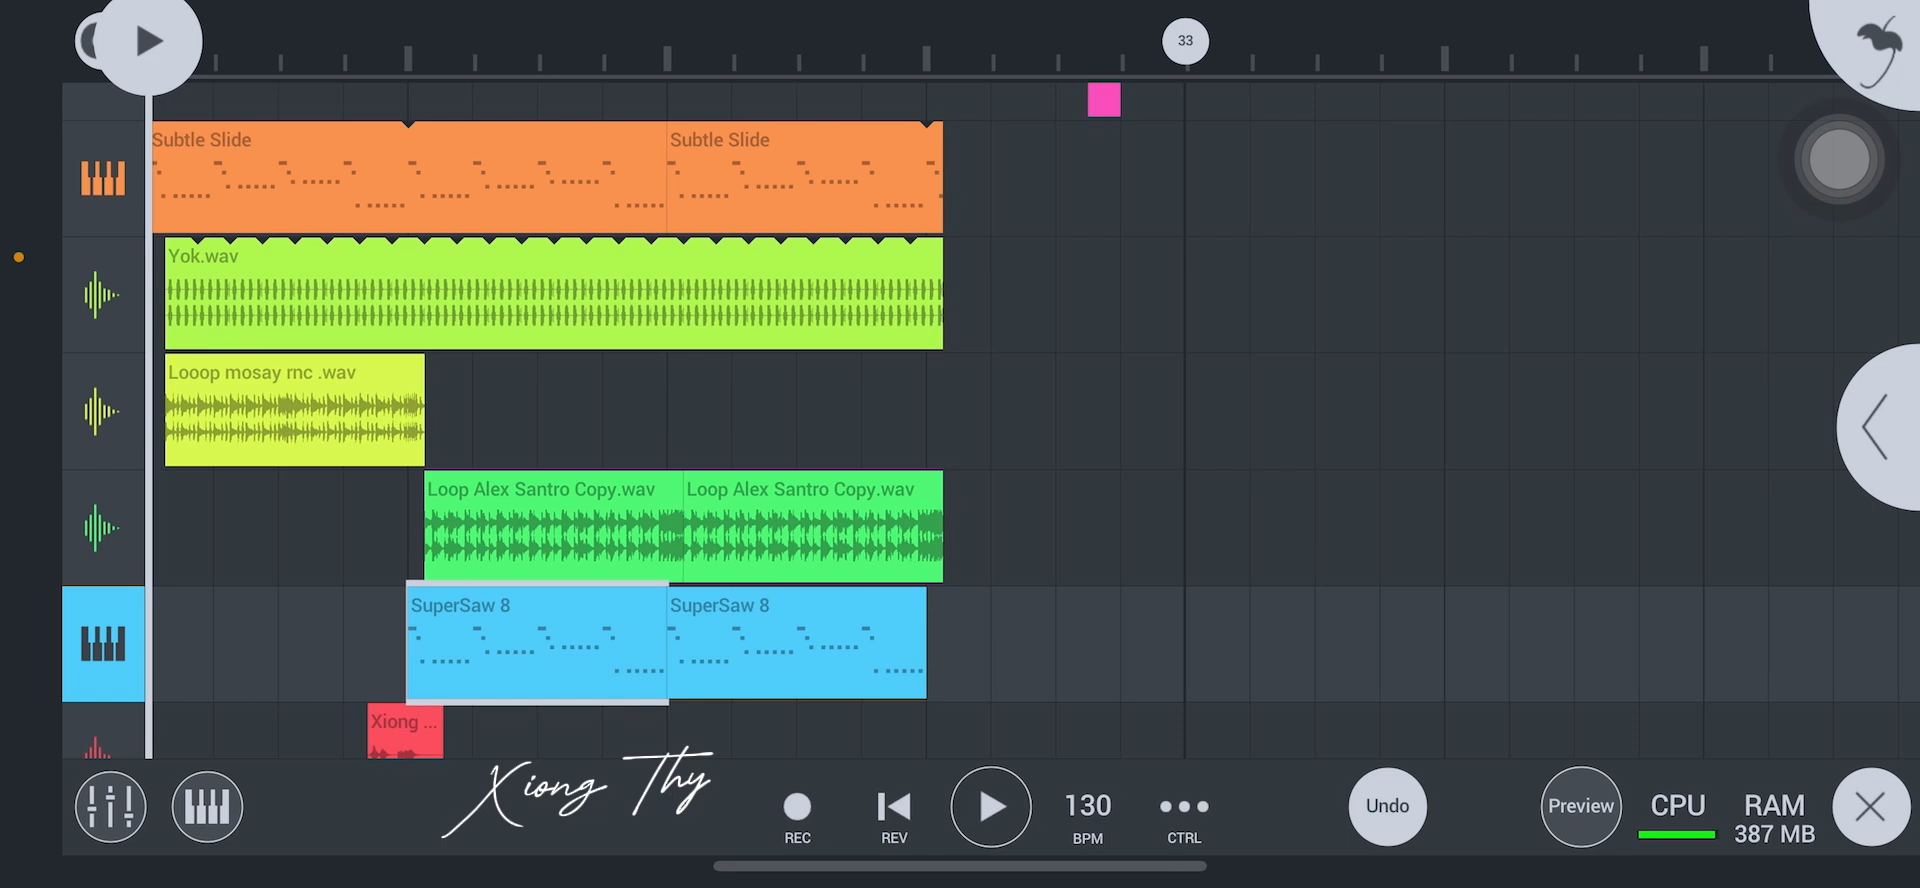 33
Subtle Slide Subtle Slide
Yok.wav
Looop mosay rnc .wav
Loop Alex Santro Copy.wav Loop Alex Santro Copy.wav
SuperSaw 8 SuperSaw 8
Xiong ...
Xiong Thy
REC
REV
130
BPM
CTRL
Undo
Preview
CPU
RAM
387 MB